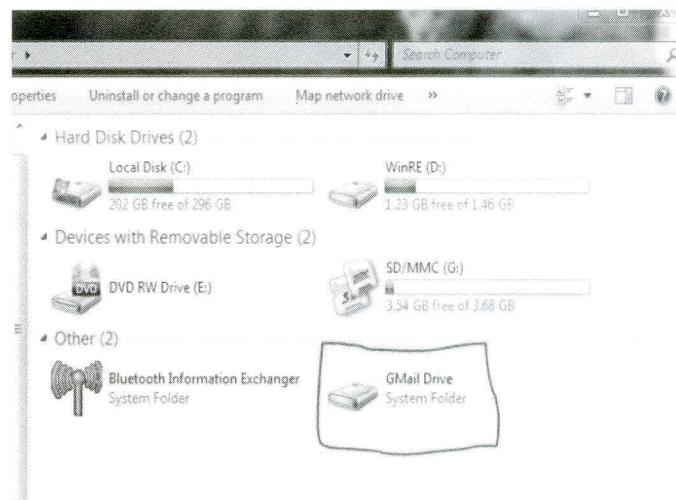 Search Computer
operties Uninstall or change a program Map network drive »
Hard Disk Drives (2)
Local Disk (C:) WinRE (D:)
202 GB free of 296 GB 1.23 GB free of 1.46 GB
Devices with Removable Storage (2)
DVD
DVD RW Drive (E:)
SD/MMC (G:)
3.54 GB free of 3.68 GB
Other (2)
Bluetooth Information Exchanger GMail Drive
System Folder System Folder